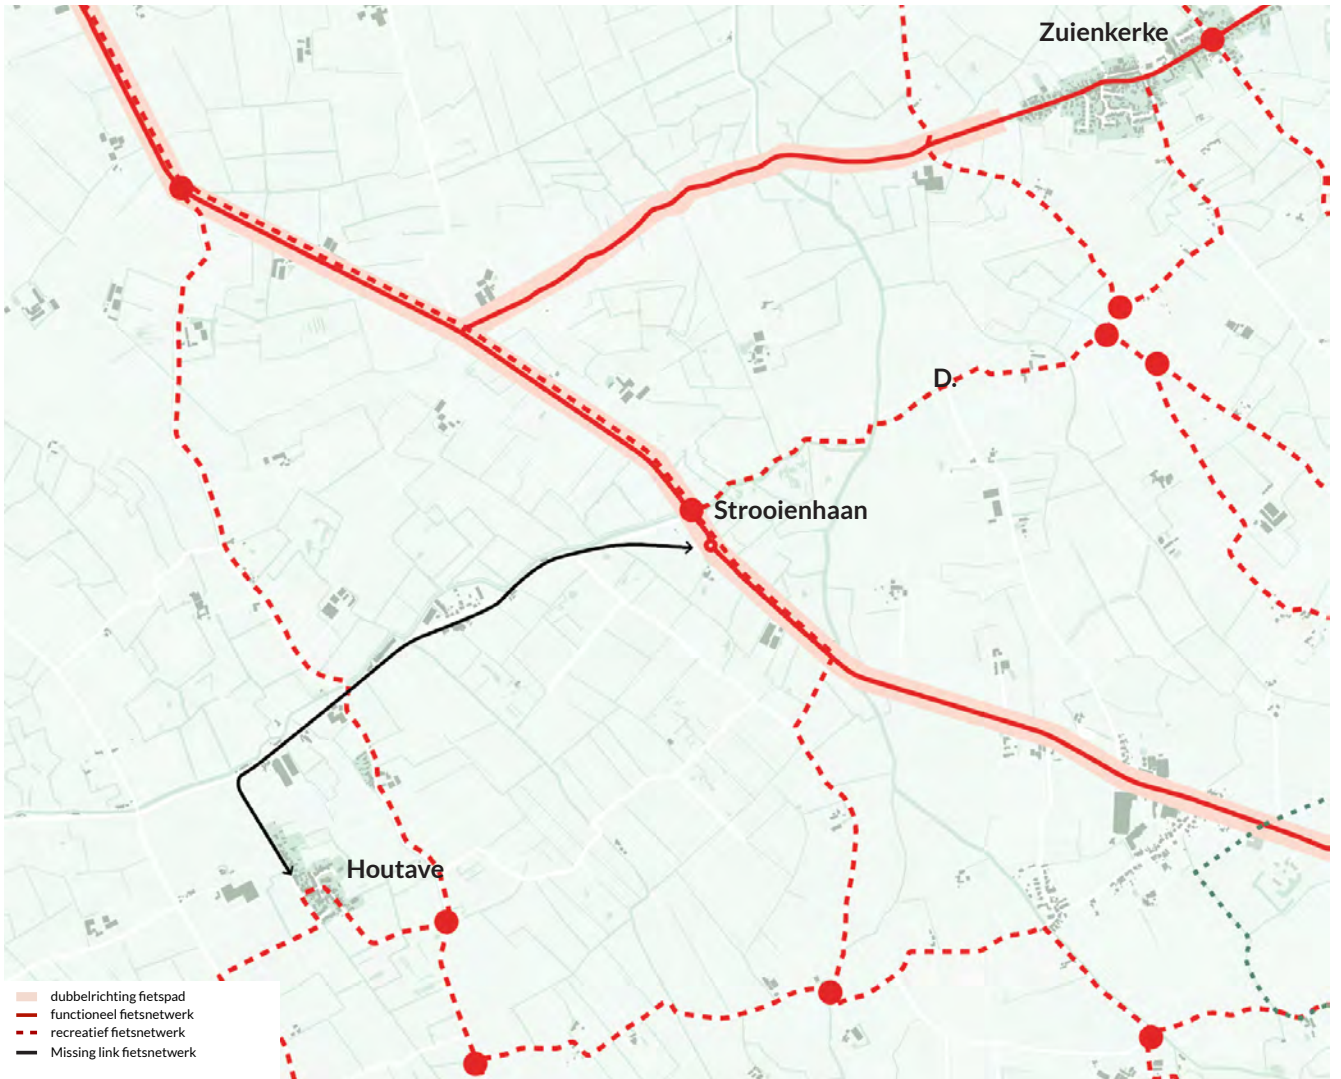 Zuienkerke
D.
Strooienhaan
Houtave
dubbelrichting fietspad
functioneel fietsnetwerk
recreatief fietsnetwerk
Missing link fietsnetwerk